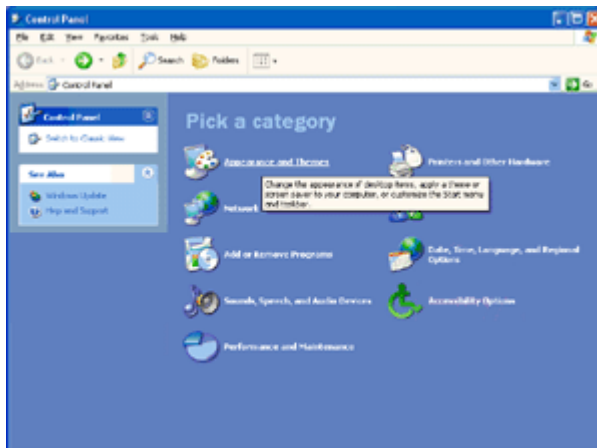 Control Panel
File Edit View Favorites Tools Help
Back Search Folders
Address Control Panel Go
Control Panel
Switch to Classic View
See Also
Windows Update
Help and Support
Pick a category
Appearance and Themes
Printers and Other Hardware
Change the appearance of desktop items, apply a theme or
screen saver to your computer, or customize the Start menu
and taskbar.
Network
Add or Remove Programs
Date, Time, Language, and Regional
Options
Sounds, Speech, and Audio Devices
Accessibility Options
Performance and Maintenance